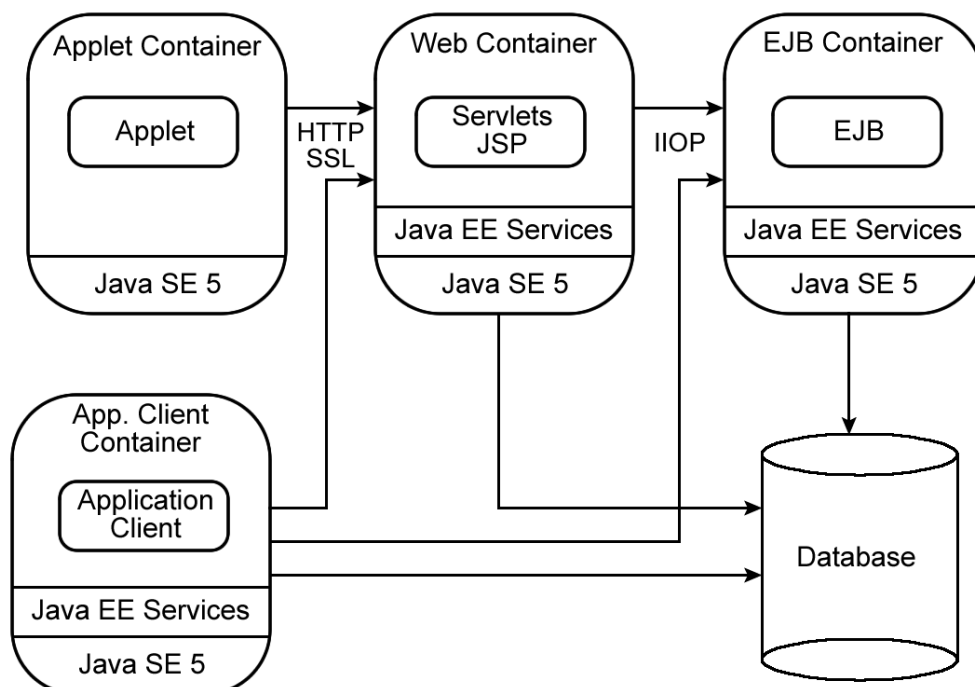 Applet Container
Applet
Java SE 5
HTTP
SSL
Web Container
Servlets
JSP
Java EE Services
Java SE 5
IIOP
EJB Container
EJB
Java EE Services
Java SE 5
App. Client
Container
Application
Client
Java EE Services
Java SE 5
Database